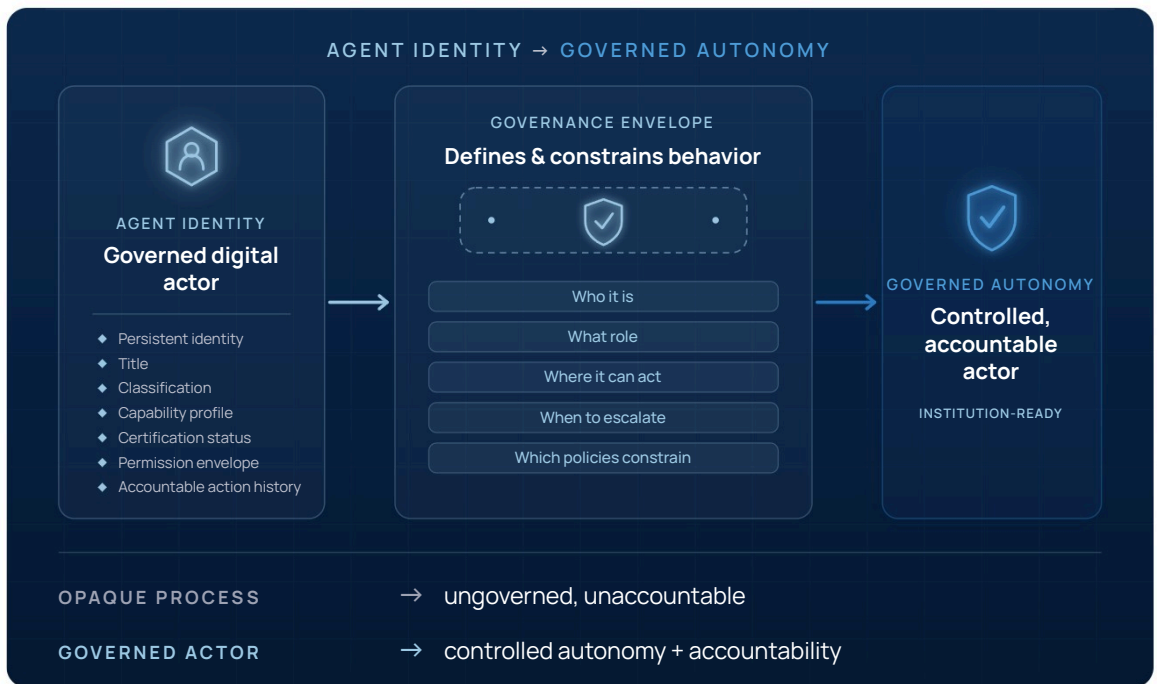 AGENT IDENTITY → GOVERNED AUTONOMY
AGENT IDENTITY
Governed digital
actor
Persistent identity
Title
Classification
Capability profile
Certification status
Permission envelope
Accountable action history
GOVERNANCE ENVELOPE
Defines & constrains behavior
Who it is
What role
Where it can act
When to escalate
Which policies constrain
GOVERNED AUTONOMY
Controlled,
accountable
actor
INSTITUTION-READY
OPAQUE PROCESS → ungoverned, unaccountable
GOVERNED ACTOR → controlled autonomy + accountability